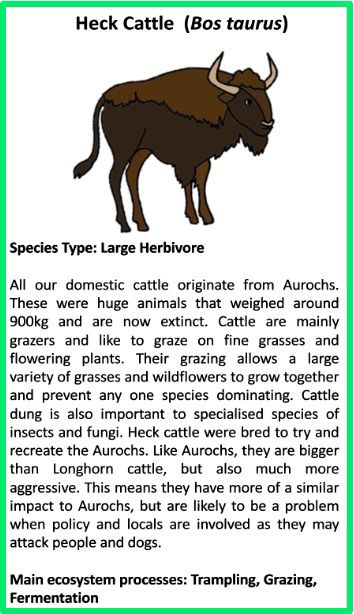 Heck Cattle (Bos taurus)
Species Type: Large Herbivore
All our domestic cattle originate from Aurochs.
These were huge animals that weighed around
900kg and are now extinct. Cattle are mainly
grazers and like to graze on fine grasses and
flowering plants. Their grazing allows a large
variety of grasses and wildflowers to grow together
and prevent any one species dominating. Cattle
dung is also important to specialised species of
insects and fungi. Heck cattle were bred to try and
recreate the Aurochs. Like Aurochs, they are bigger
than Longhorn cattle, but also much more
aggressive. This means they have more of a similar
impact to Aurochs, but are likely to be a problem
when policy and locals are involved as they may
attack people and dogs.
Main ecosystem processes: Trampling, Grazing,
Fermentation